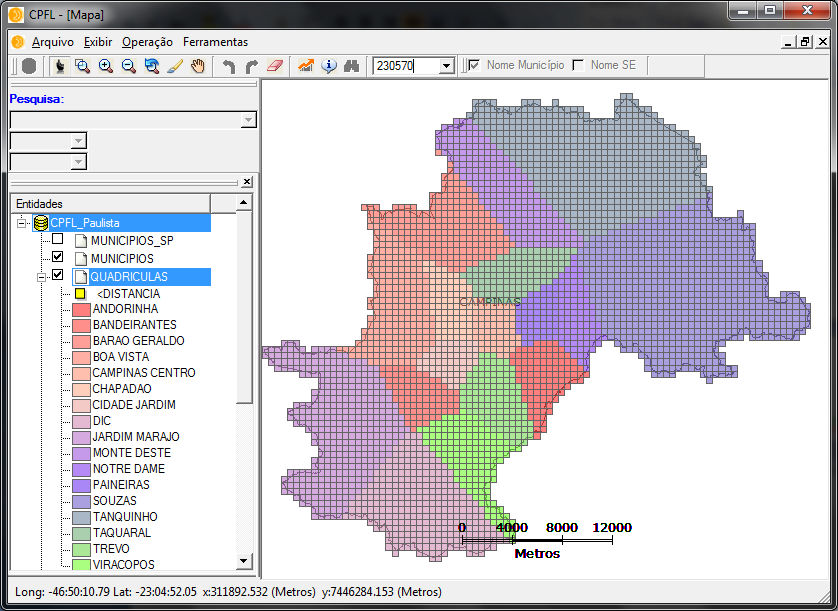 CPFL - [Mapa]
Arquivo Exibir Operação Ferramentas
230570 Nome Município Nome SE
Pesquisa:
Entidades
CPFL_Paulista
MUNICIPIOS_SP
MUNICIPIOS
QUADRICULAS
<DISTANCIA
ANDORINHA
BANDEIRANTES
BARAO GERALDO
BOA VISTA
CAMPINAS CENTRO
CHAPADAO
CIDADE JARDIM
DIC
JARDIM MARAJO
MONTE DESTE
NOTRE DAME
PAINEIRAS
SOUZAS
TANQUINHO
TAQUARAL
TREVO
VIRACOPOS
CAMPINAS
0 4000 8000 12000
Metros
Long: -46:50:10.79 Lat: -23:04:52.05 x:311892.532 (Metros) y:7446284.153 (Metros)